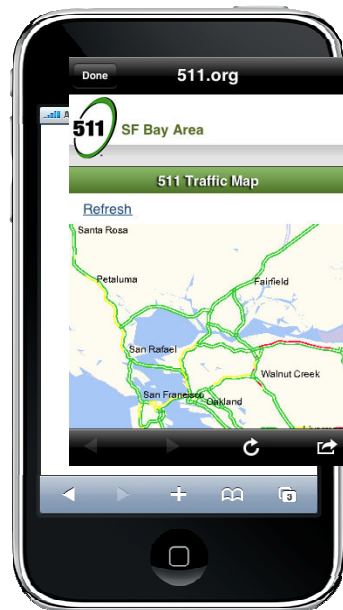 Done
511.org
511
SF Bay Area
511 Traffic Map
Refresh
Santa Rosa
Petaluma
Fairfield
San Rafael
Walnut Creek
San Francisco
Oakland
3